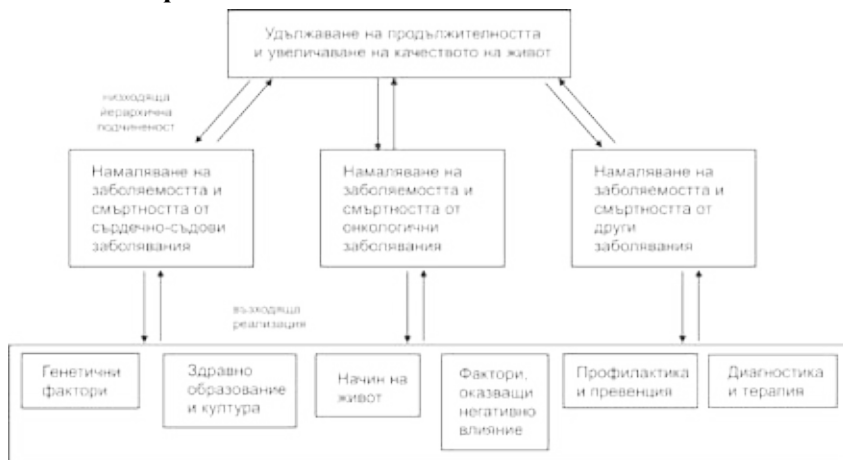 Удължаване на продължителността
и увеличаване на качеството на живот
низходяща
йерархична
подчиненост
Намаляване на
заболяемостта и
смъртността от
сърдечно-съдови
заболявания
Намаляване на
заболяемостта и
смъртността от
онкологични
заболявания
Намаляване на
заболяемостта и
смъртността от
други
заболявания
възходяща
реализация
Генетични
фактори
Здравно
образование
и култура
Начин на
живот
Фактори,
оказващи
негативно
влияние
Профилактика
и превенция
Диагностика
и терапия